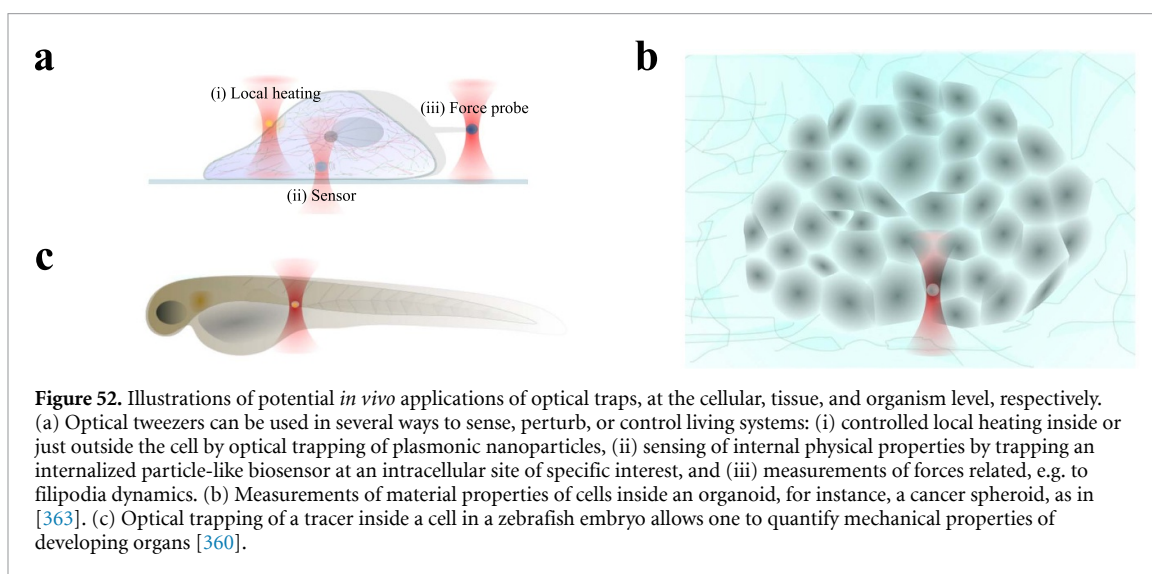 a
b
(i) Local heating
(iii) Force probe
(ii) Sensor
c
Figure 52. Illustrations of potential in vivo applications of optical traps, at the cellular, tissue, and organism level, respectively.
(a) Optical tweezers can be used in several ways to sense, perturb, or control living systems: (i) controlled local heating inside or
just outside the cell by optical trapping of plasmonic nanoparticles, (ii) sensing of internal physical properties by trapping an
internalized particle-like biosensor at an intracellular site of specific interest, and (iii) measurements of forces related, e.g. to
filipodia dynamics. (b) Measurements of material properties of cells inside an organoid, for instance, a cancer spheroid, as in
[363]. (c) Optical trapping of a tracer inside a cell in a zebrafish embryo allows one to quantify mechanical properties of
developing organs [360].